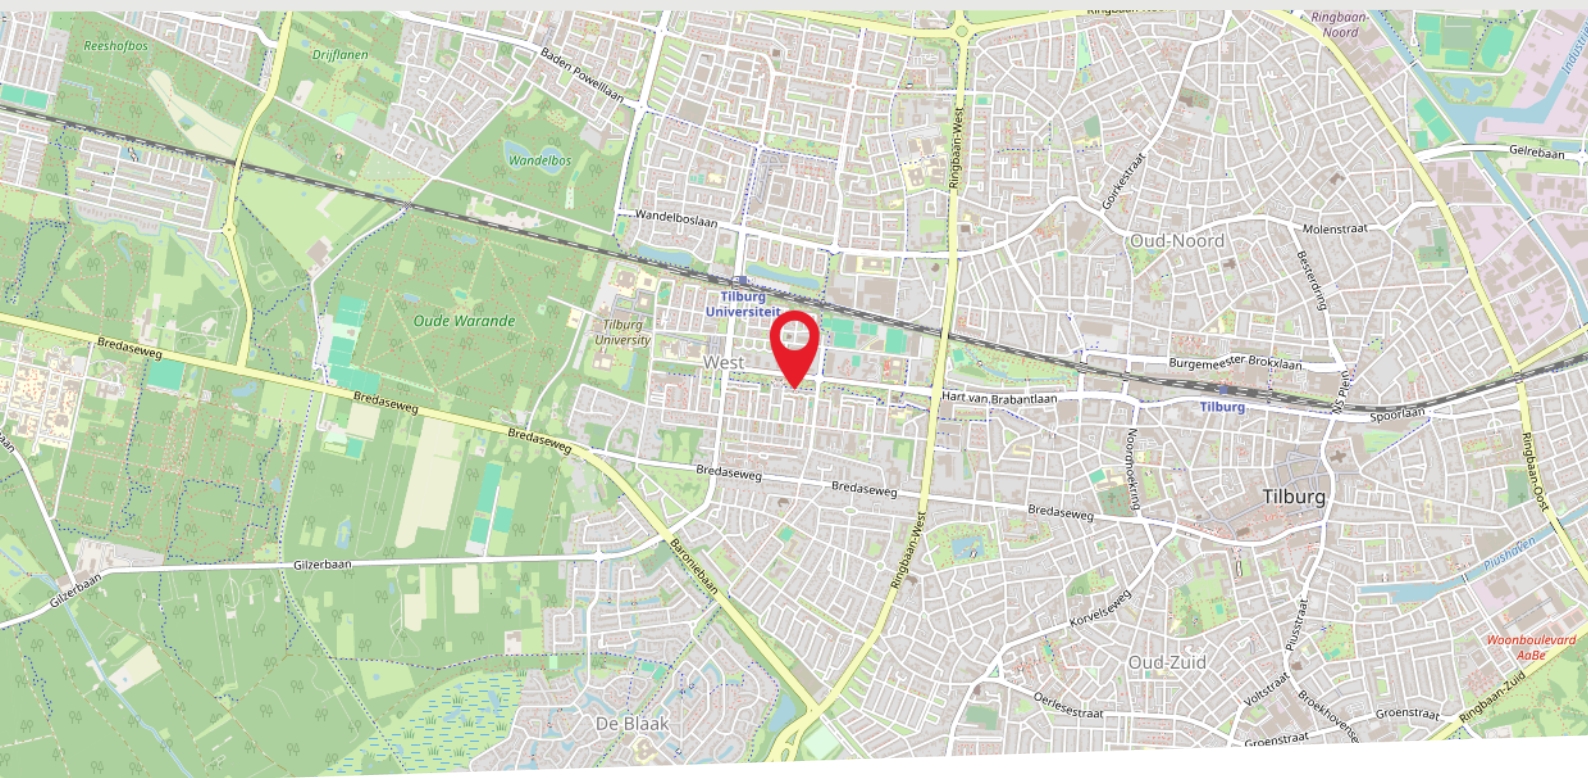 Ringbaan-
Noord
Reeshofbos
Drijflanen
Baden Powelllaan
Industrie
Ringbaan-West
Gelrebaan
Wandelbos
Gorkestraat
Wandelboslaan
Oud-Noord
Molenstraat
Besterdring
Tilburg
Universiteit
Oude Warande
Tilburg
University
Bredaseweg
West
Burgemeester Brokxlaan
Bredaseweg
Hart van Brabantlaan
Tilburg
NS Plein
Spoorlaan
Bredaseweg
Noordhoekring
Ringbaan-Oost
Bredaseweg
Bredaseweg
Tilburg
Bredaseweg
Ringbaan-West
Piushaven
Gilzerbaan
Baroniebaan
Gilzerbaan
Korvelseweg
Piusstraat
Woonboulevard
AaBe
Oud-Zuid
Voltstraat
Ringbaan-Zuid
Oerlesestraat
Broekhovense
Groenstraat
De Blaak
Groenstraat